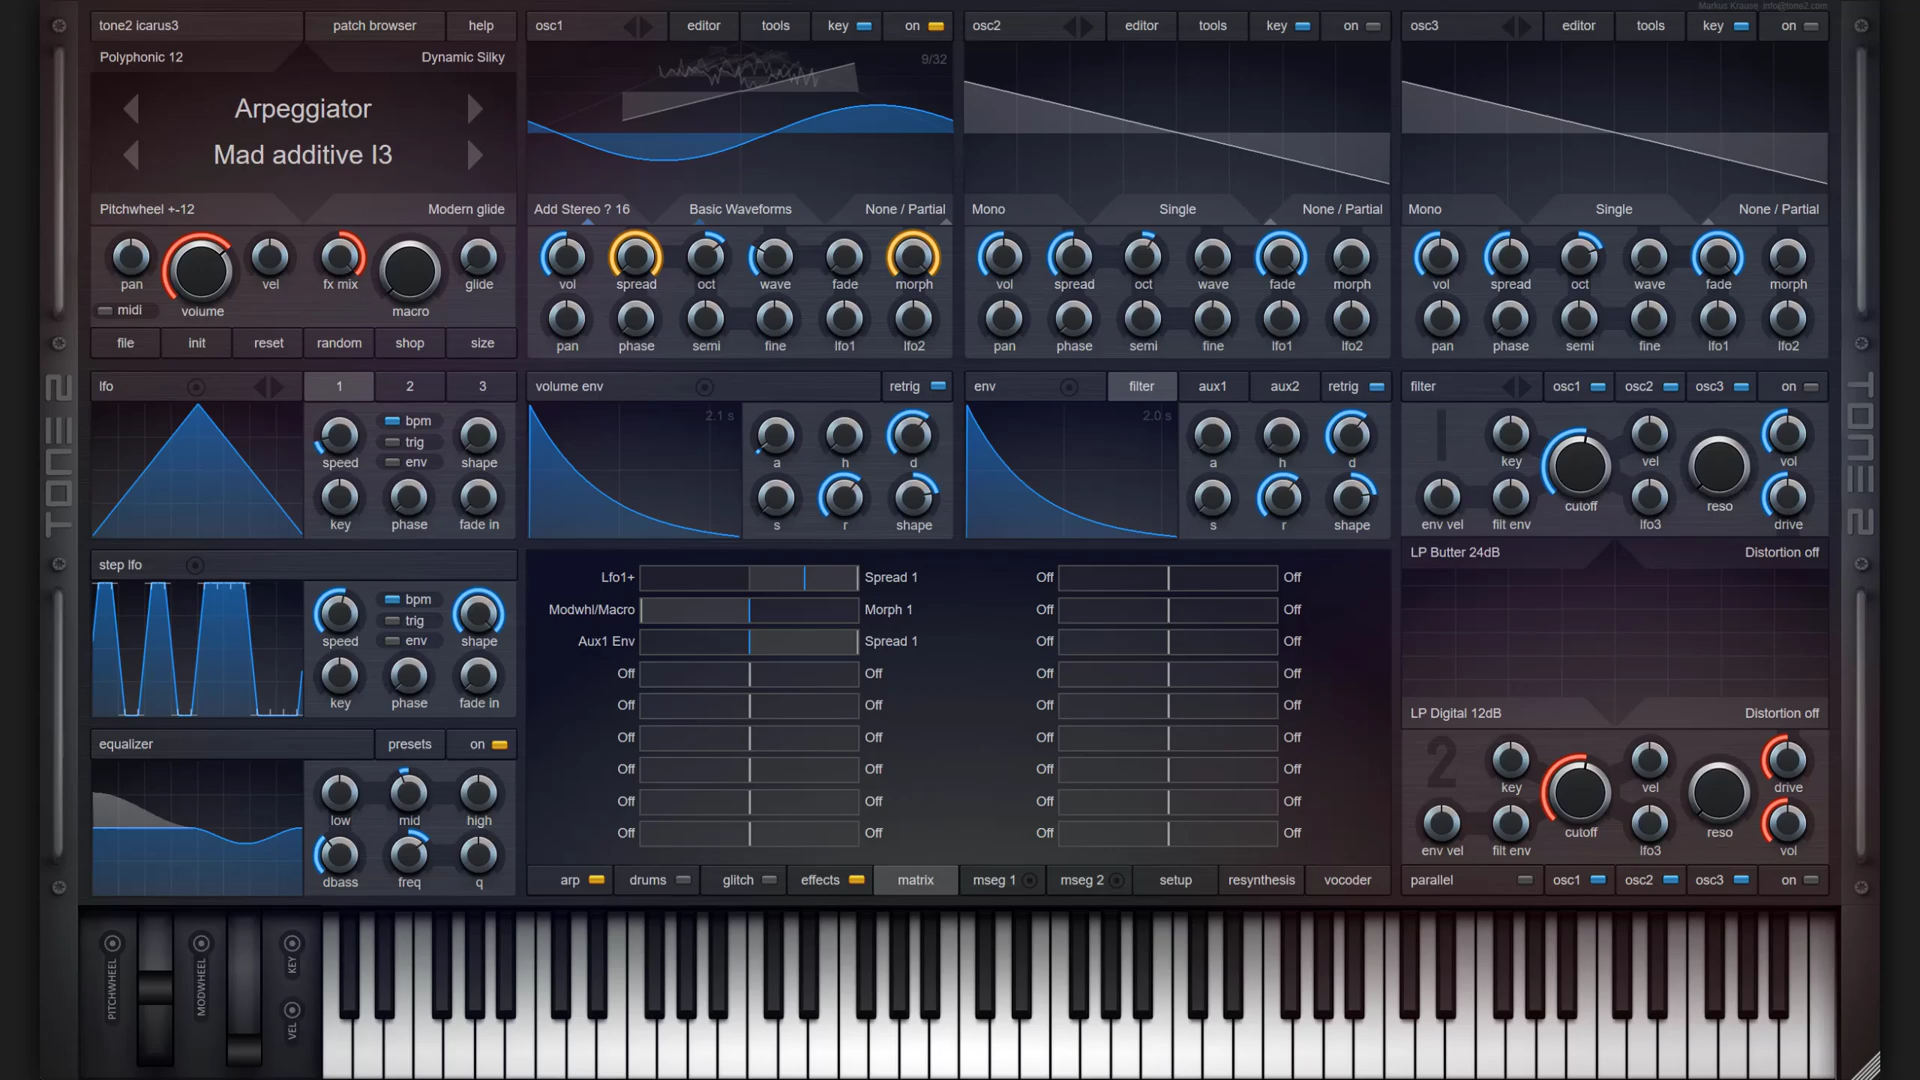 Markus Krause info@tone2.com
tone2 icarus3 patch browser help
osc1 editor tools key on
osc2 editor tools key on
osc3 editor tools key on
Polyphonic 12 Dynamic Silky
9/32
Arpeggiator
Mad additive I3
Pitchwheel +-12 Modern glide
Add Stereo ? 16 Basic Waveforms None / Partial
Mono Single None / Partial
Mono Single None / Partial
pan volume vel fx mix macro glide
midi
vol spread oct wave fade morph
pan phase semi fine lfo1 lfo2
vol spread oct wave fade morph
pan phase semi fine lfo1 lfo2
vol spread oct wave fade morph
pan phase semi fine lfo1 lfo2
file init reset random shop size
TONE 2
TONE 2
lfo 1 2 3
speed bpm trig env shape
key phase fade in
volume env retrig
2.1 s
a h d
s r shape
env filter aux1 aux2 retrig
2.0 s
a h d
s r shape
filter osc1 osc2 osc3 on
1
key cutoff vel reso vol
env vel filt env lfo3 drive
LP Butter 24dB Distortion off
step lfo
speed bpm trig env shape
key phase fade in
Lfo1+ Spread 1 Off Off
Modwhl/Macro Morph 1 Off Off
Aux1 Env Spread 1 Off Off
Off Off Off Off
Off Off Off Off
Off Off Off Off
Off Off Off Off
Off Off Off Off
Off Off Off Off
LP Digital 12dB Distortion off
2
key cutoff vel reso drive
env vel filt env lfo3 vol
equalizer presets on
low mid high
dbass freq q
arp drums glitch effects matrix mseg 1 mseg 2 setup resynthesis vocoder
parallel osc1 osc2 osc3 on
PITCHWHEEL
MODWHEEL
KEY
VEL